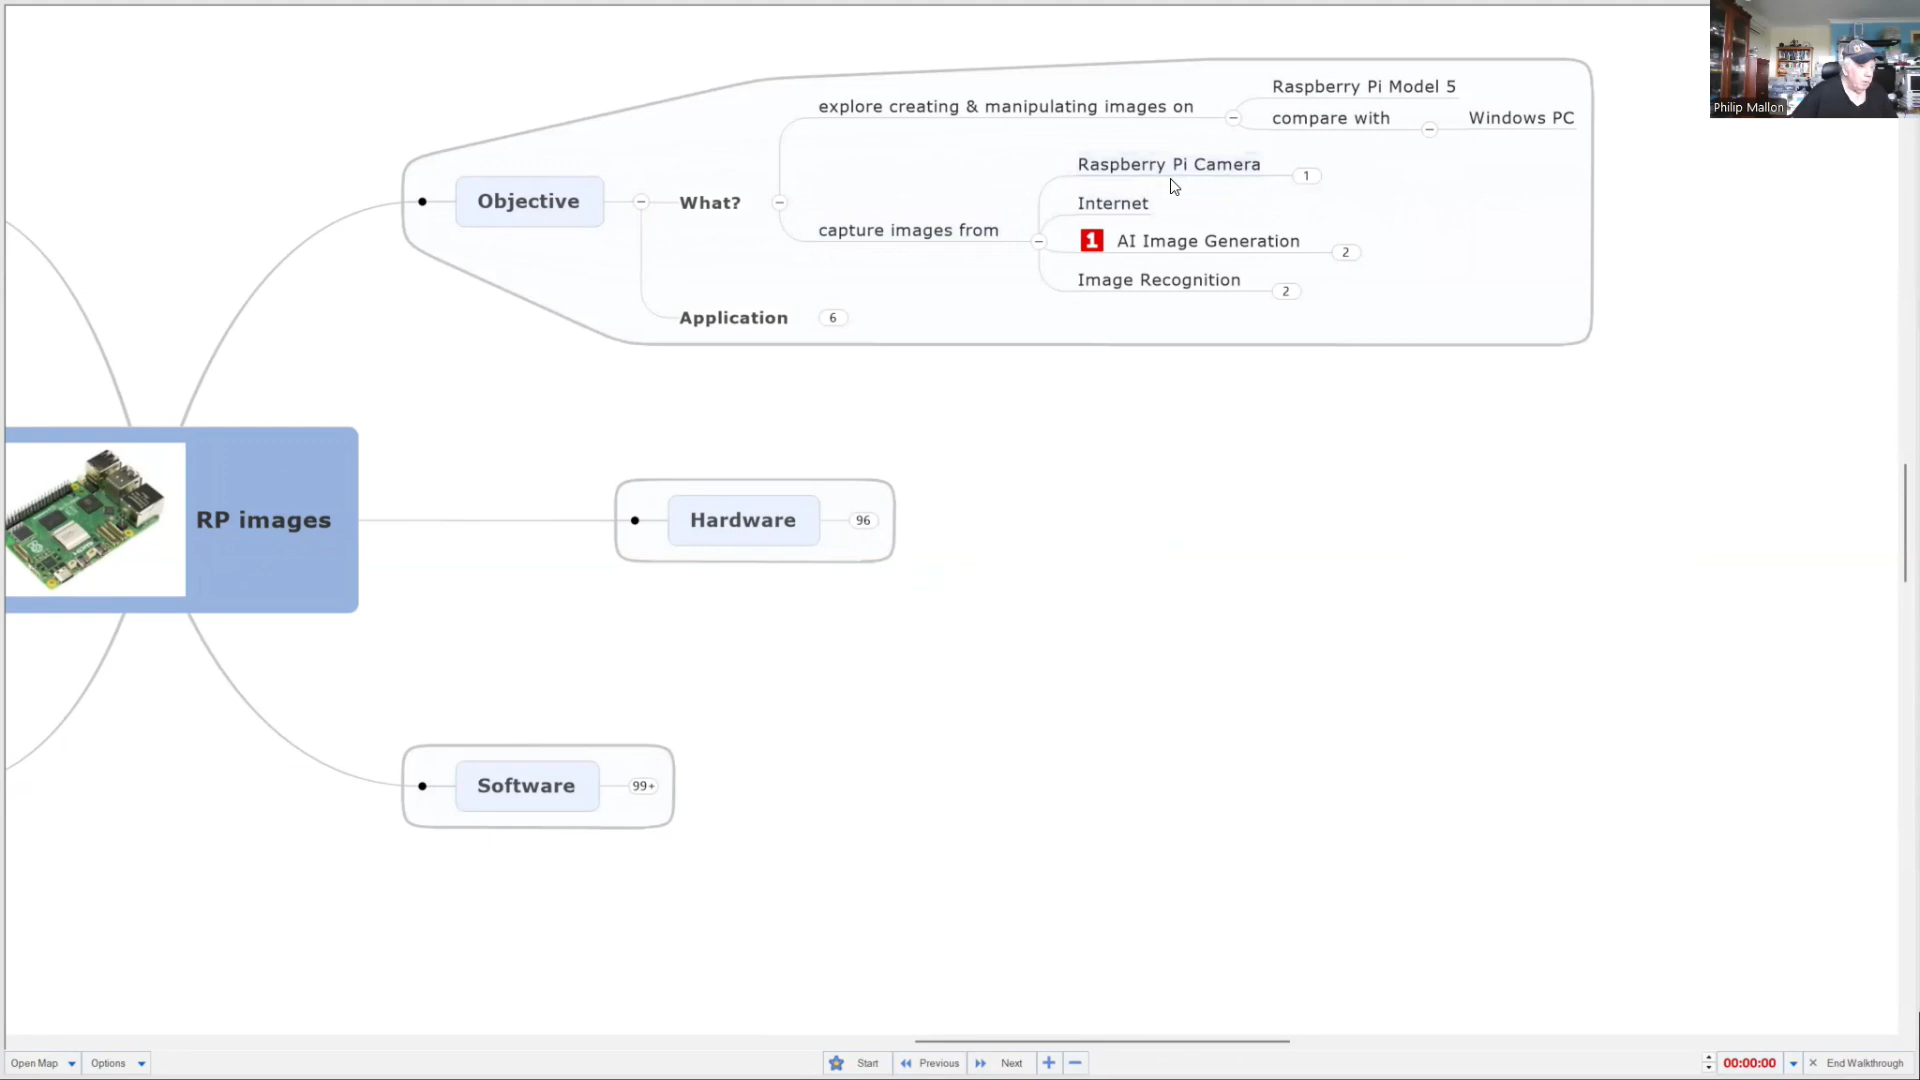 Philip Mallon
explore creating & manipulating images on
Raspberry Pi Model 5
compare with
Windows PC
Raspberry Pi Camera
1
Objective
What?
Internet
capture images from
1 AI Image Generation
2
Image Recognition
2
Application
6
RP images
Hardware
96
Software
99+
Open Map
Options
Start
Previous
Next
00:00:00
End Walkthrough